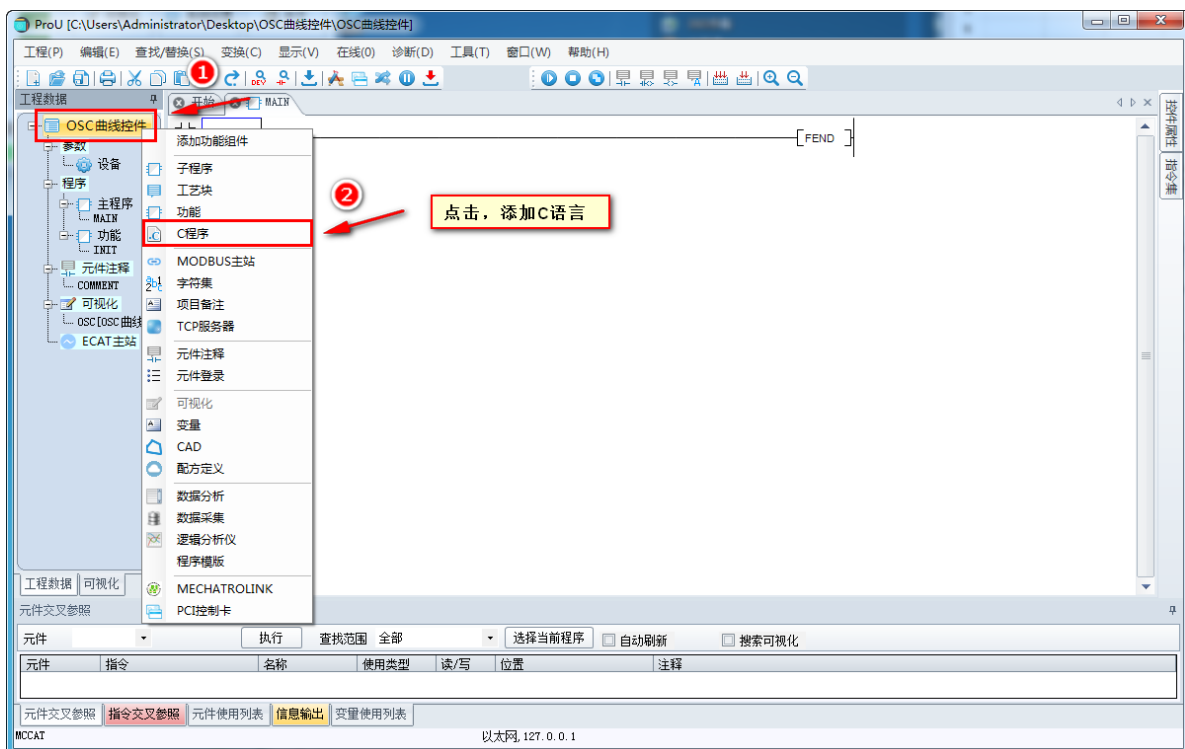 ProU [C:\Users\Administrator\Desktop\OSC曲线控件\OSC曲线控件]
工程(P) 编辑(E) 查找/替换(S) 变换(C) 显示(V) 在线(O) 诊断(D) 工具(T) 窗口(W) 帮助(H)
1
工程数据
开始 MAIN
控件属性
指令集
OSC曲线控件
参数
设备
程序
主程序
MAIN
功能
INIT
元件注释
COMMENT
可视化
OSC[OSC曲线
ECAT主站
FEND
添加功能组件
子程序
工艺块
功能
C程序
MODBUS主站
字符集
项目备注
TCP服务器
元件注释
元件登录
可视化
变量
CAD
配方定义
数据分析
数据采集
逻辑分析仪
程序模版
MECHATROLINK
PCI控制卡
2
点击，添加C语言
工程数据 可视化
元件交叉参照
元件 执行 查找范围 全部 选择当前程序 自动刷新 搜索可视化
元件 指令 名称 使用类型 读/写 位置 注释
元件交叉参照 指令交叉参照 元件使用列表 信息输出 变量使用列表
MCCAT 以太网, 127.0.0.1